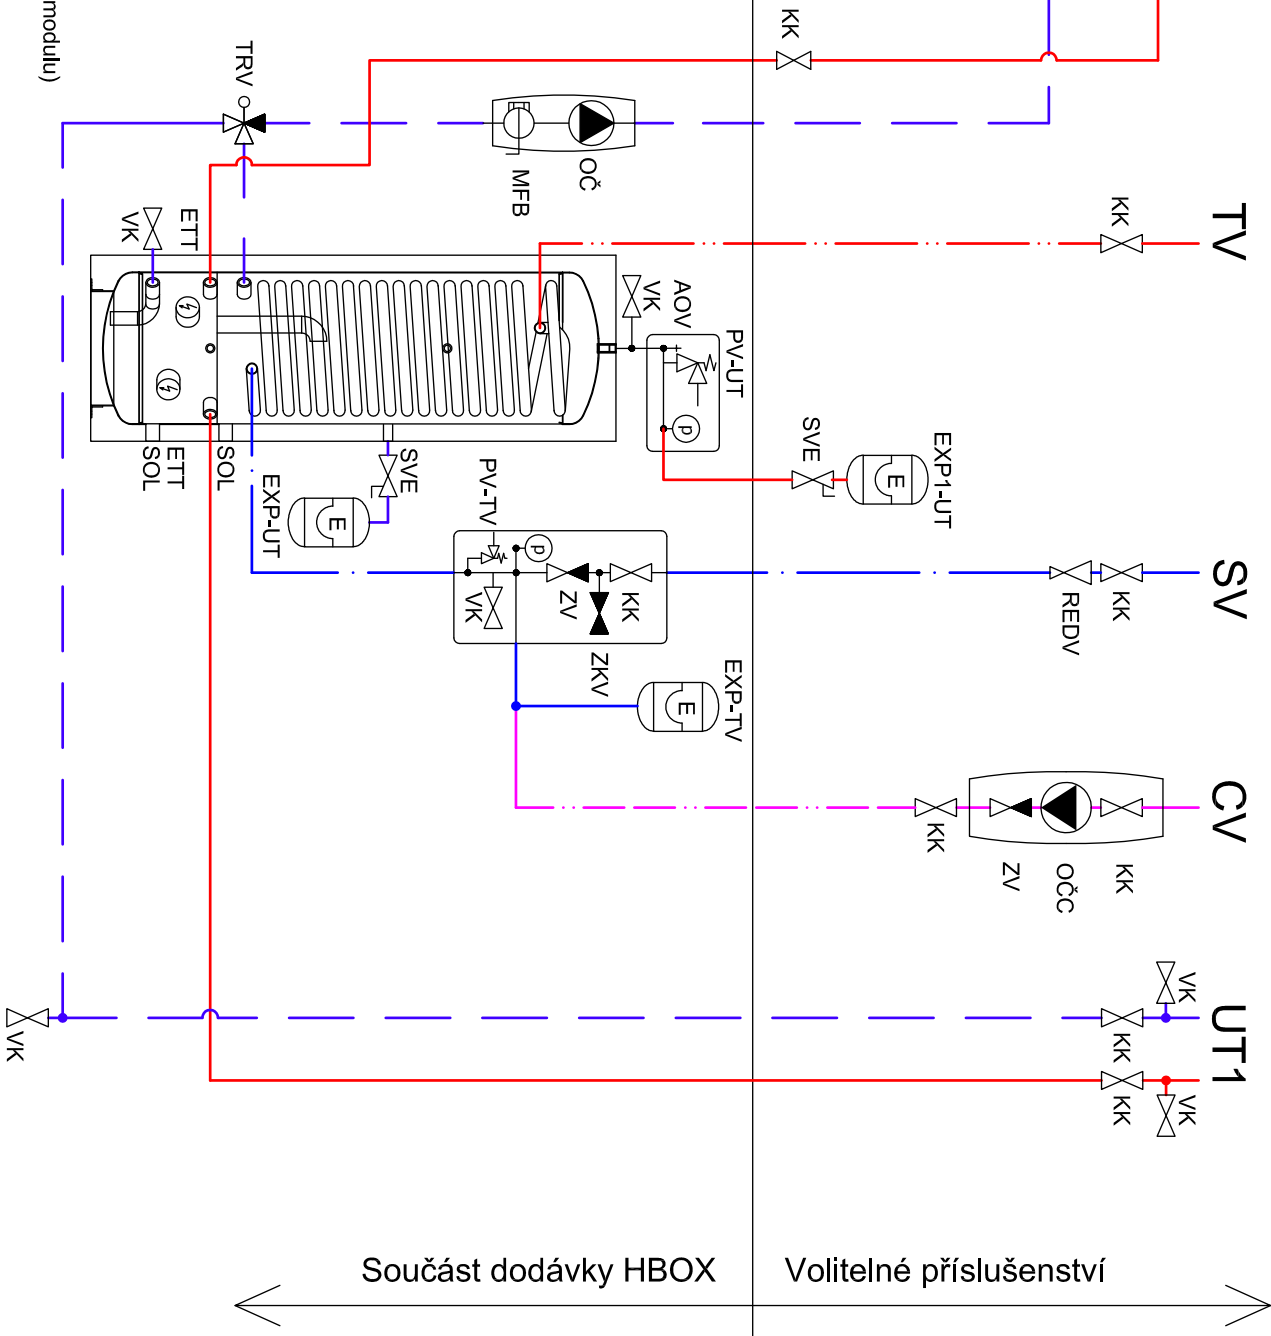 modulu)
KK
TRV
OČ
MFB
KK
TV
VK
ETT
VK
AOV
PV-UT
p
SVE
EXP1-UT
E
SOL
ETT
SOL
SVE
EXP-UT
E
PV-TV
p
VK
ZV
KK
ZKV
REDV
KK
SV
EXP-TV
E
KK
ZV
OČC
KK
CV
VK
KK
VK
UT1
KK
VK
Součást dodávky HBOX
Volitelné příslušenství